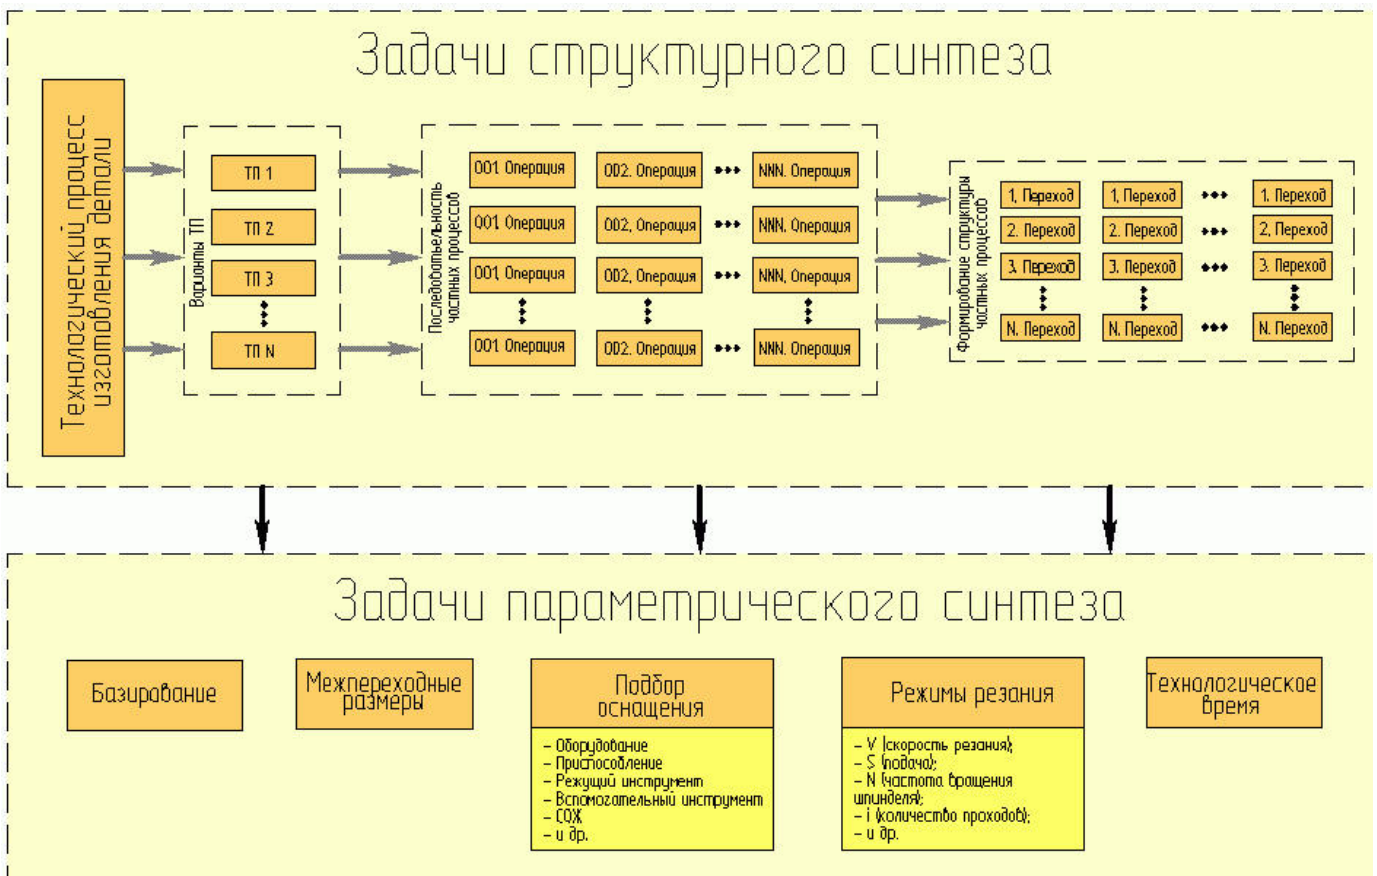 Задачи структурного синтеза
Технологический процесс
изготовления детали
Варианты ТП
ТП 1
ТП 2
ТП 3
ТП N
Последовотьельность
частных процессов
001. Операция
002. Операция
NNN. Операция
001. Операция
002. Операция
NNN. Операция
001. Операция
002. Операция
NNN. Операция
001. Операция
002. Операция
NNN. Операция
Формирование структуры
частных процессов
1. Переход
1. Переход
1. Переход
2. Переход
2. Переход
2. Переход
3. Переход
3. Переход
3. Переход
N. Переход
N. Переход
N. Переход
Задачи параметрического синтеза
Базирование
Межпереходные
размеры
Подбор
оснащения
– Оборудование
– Приспособление
– Режущий инструмент
– Вспомогательный инструмент
– СОЖ
– и др.
Режимы резания
– V (скорость резания);
– S (подача);
– N (частота вращения
шпинделя);
– i (количество проходов);
– и др.
Технологическое
время